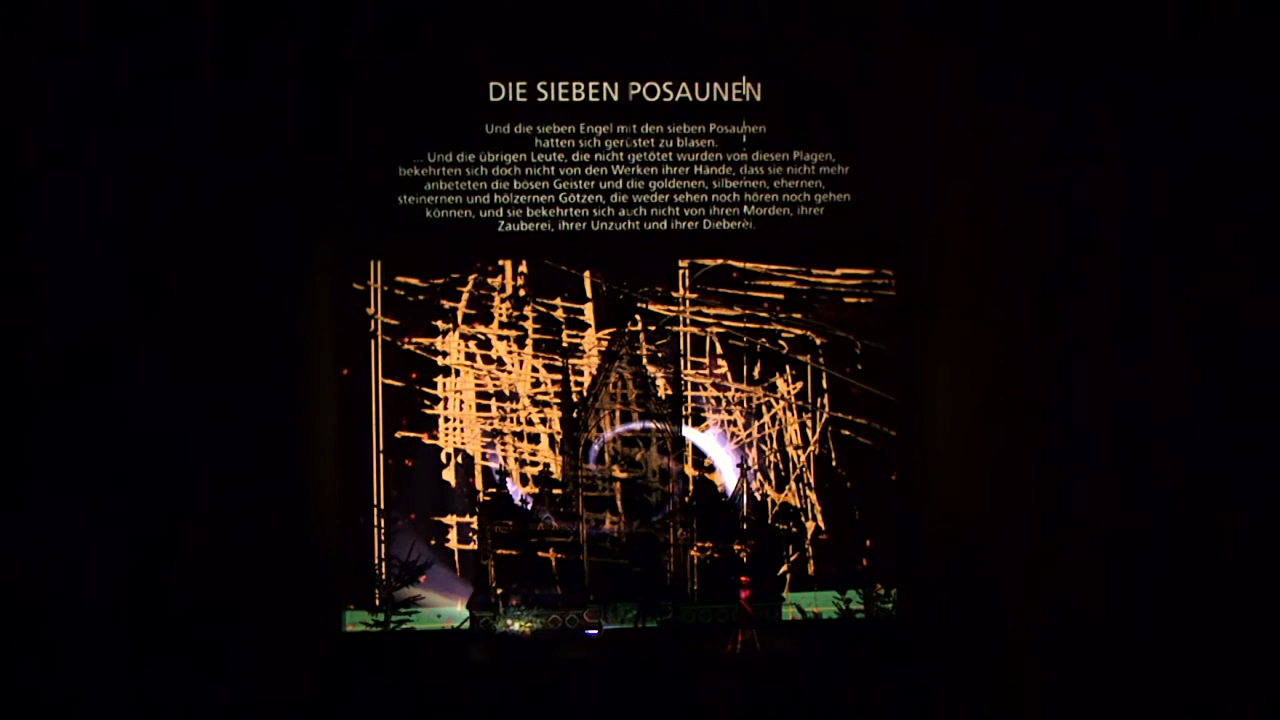 DIE SIEBEN POSAUNEN
Und die sieben Engel mit den sieben Posaunen
hatten sich gerüstet zu blasen.
... Und die übrigen Leute, die nicht getötet wurden von diesen Plagen,
bekehrten sich doch nicht von den Werken ihrer Hände, dass sie nicht mehr
anbeteten die bösen Geister und die goldenen, silbernen, ehernen,
steinernen und hölzernen Götzen, die weder sehen noch hören noch gehen
können, und sie bekehrten sich auch nicht von ihren Morden, ihrer
Zauberei, ihrer Unzucht und ihrer Dieberei.